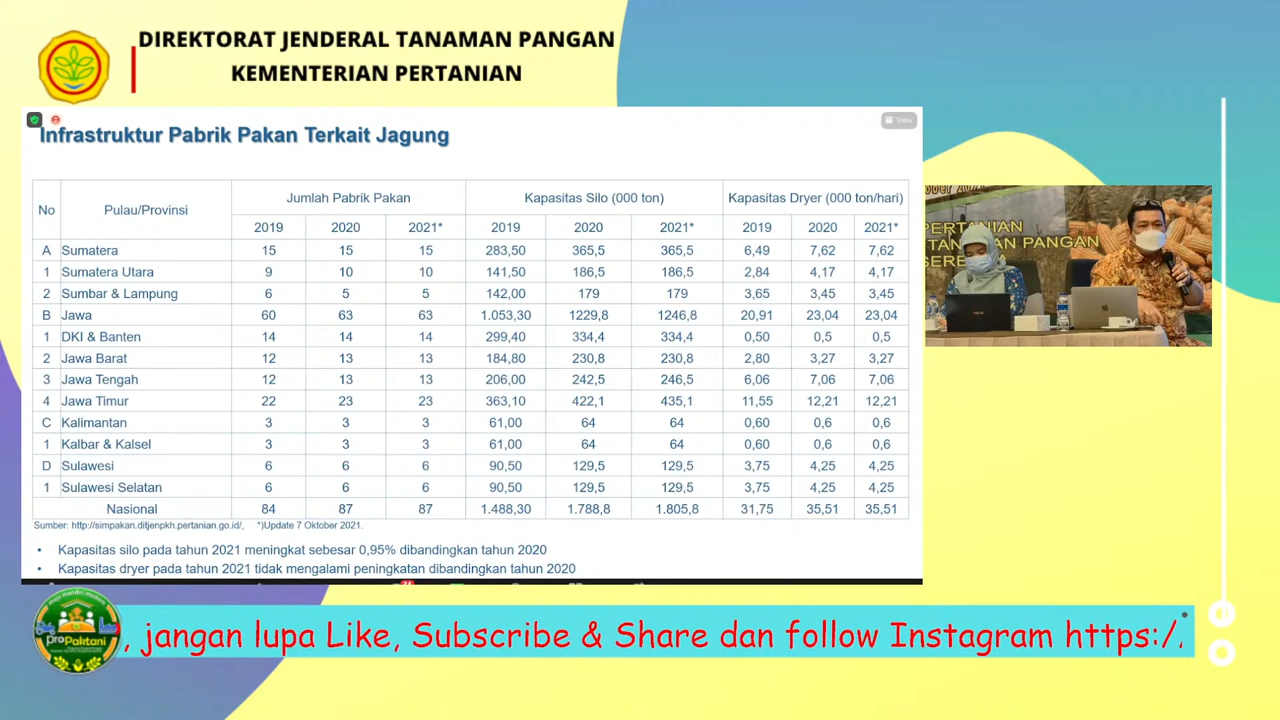 DIREKTORAT JENDERAL TANAMAN PANGAN
KEMENTERIAN PERTANIAN
Infrastruktur Pabrik Pakan Terkait Jagung
View
No Pulau/Provinsi Jumlah Pabrik Pakan Kapasitas Silo (000 ton) Kapasitas Dryer (000 ton/hari)
2019 2020 2021* 2019 2020 2021* 2019 2020 2021*
A Sumatera 15 15 15 283,50 365,5 365,5 6,49 7,62 7,62
1 Sumatera Utara 9 10 10 141,50 186,5 186,5 2,84 4,17 4,17
2 Sumbar & Lampung 6 5 5 142,00 179 179 3,65 3,45 3,45
B Jawa 60 63 63 1.053,30 1229,8 1246,8 20,91 23,04 23,04
1 DKI & Banten 14 14 14 299,40 334,4 334,4 0,50 0,5 0,5
2 Jawa Barat 12 13 13 184,80 230,8 230,8 2,80 3,27 3,27
3 Jawa Tengah 12 13 13 206,00 242,5 246,5 6,06 7,06 7,06
4 Jawa Timur 22 23 23 363,10 422,1 435,1 11,55 12,21 12,21
C Kalimantan 3 3 3 61,00 64 64 0,60 0,6 0,6
1 Kalbar & Kalsel 3 3 3 61,00 64 64 0,60 0,6 0,6
D Sulawesi 6 6 6 90,50 129,5 129,5 3,75 4,25 4,25
1 Sulawesi Selatan 6 6 6 90,50 129,5 129,5 3,75 4,25 4,25
Nasional 84 87 87 1.488,30 1.788,8 1.805,8 31,75 35,51 35,51
Sumber: http://simpakan.ditjenpkh.pertanian.go.id/, *)Update 7 Oktober 2021.
• Kapasitas silo pada tahun 2021 meningkat sebesar 0,95% dibandingkan tahun 2020
• Kapasitas dryer pada tahun 2021 tidak mengalami peningkatan dibandingkan tahun 2020
PERTANIAN
PANGAN
proPaktani
, jangan lupa Like, Subscribe & Share dan follow Instagram https:/